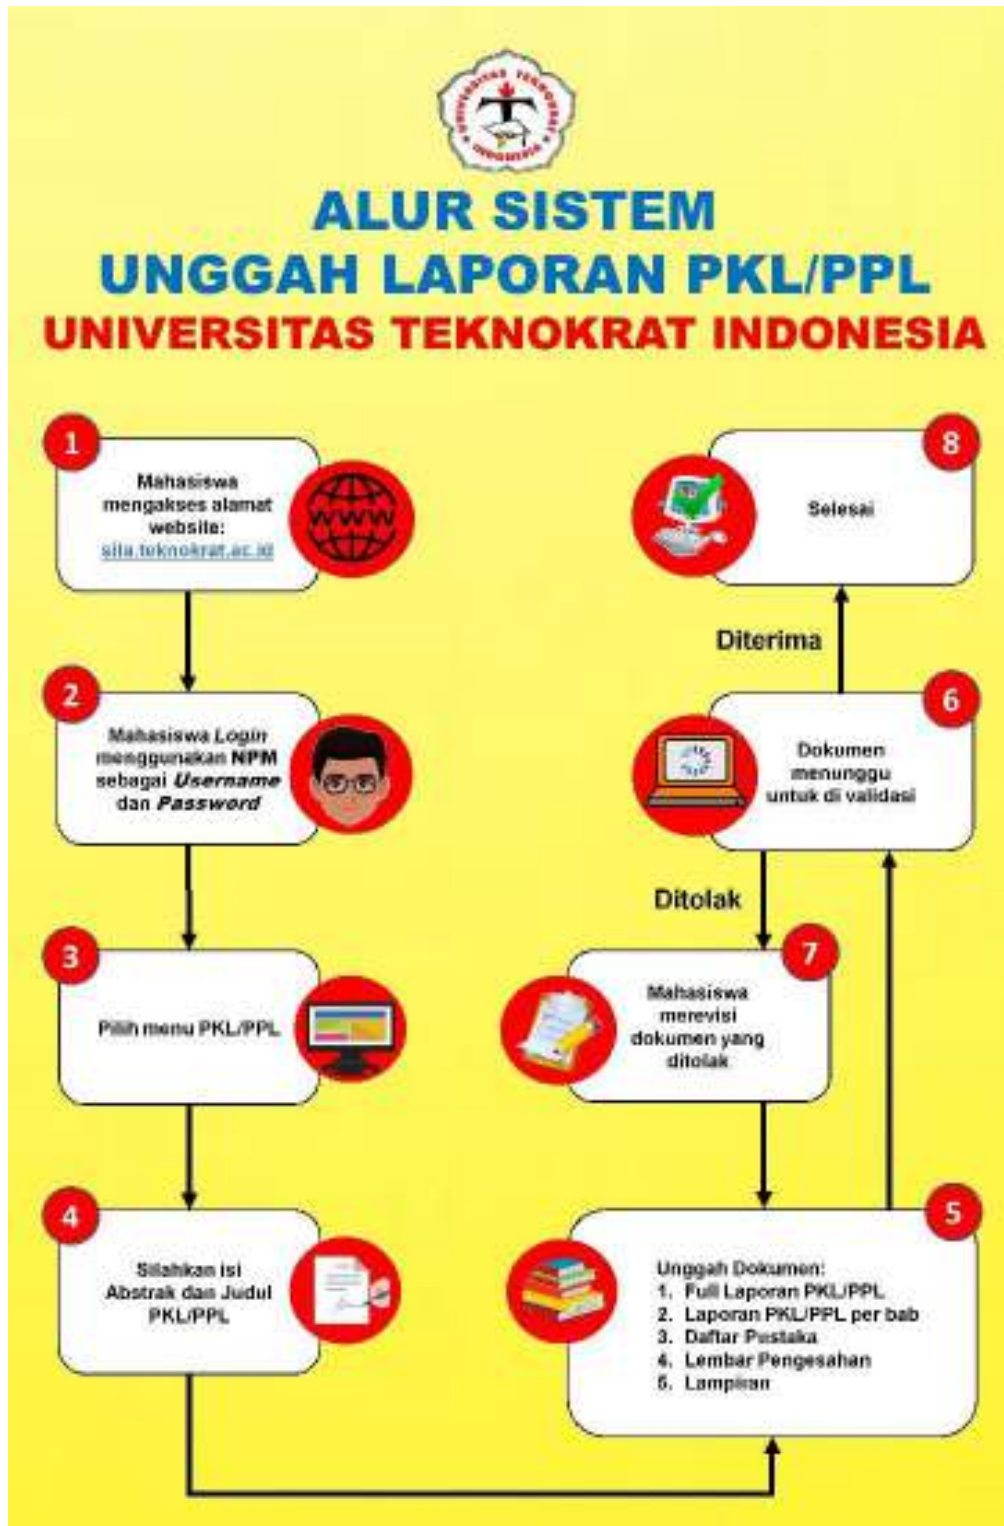 UNIVERSITAS TEKNOKRAT
INDONESIA
ALUR SISTEM
UNGGAH LAPORAN PKL/PPL
UNIVERSITAS TEKNOKRAT INDONESIA
1
Mahasiswa
mengakses alamat
website:
sita.teknokrat.ac.id
WWW
2
Mahasiswa Login
menggunakan NPM
sebagai Username
dan Password
3
Pilih menu PKL/PPL
4
Silahkan isi
Abstrak dan Judul
PKL/PPL
5
Unggah Dokumen:
1. Full Laporan PKL/PPL
2. Laporan PKL/PPL per bab
3. Daftar Pustaka
4. Lembar Pengesahan
5. Lampiran
6
Dokumen
menunggu
untuk di validasi
Ditolak
7
Mahasiswa
merevisi
dokumen yang
ditolak
Diterima
8
Selesai